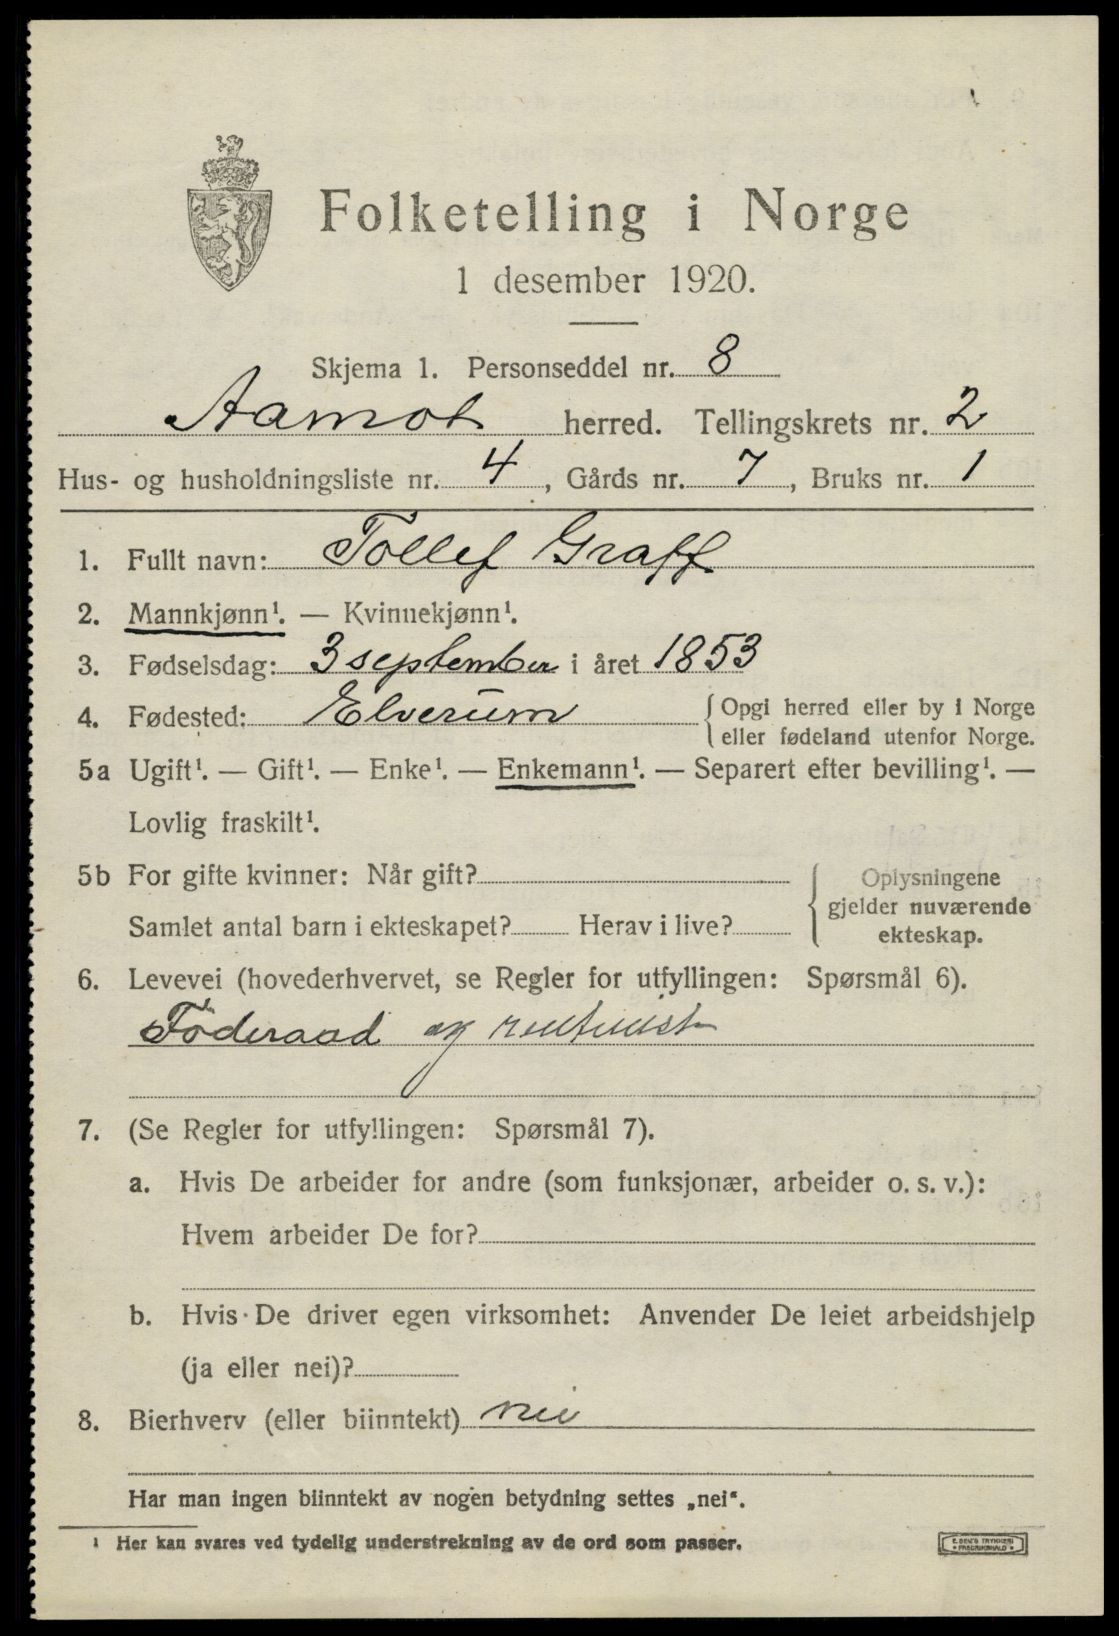 Folketelling i Norge
1 desember 1920.
Skjema 1. Personseddel nr. 8
Aamot herred. Tellingskrets nr. 2
Hus- og husholdningsliste nr. 4, Gårds nr. 7, Bruks nr. 1
1. Fullt navn: Tollef Graff
2. Mannkjønn¹. — Kvinnekjønn¹.
3. Fødselsdag: 3 september i året 1853
4. Fødested: Elverum { Opgi herred eller by i Norge
eller fødeland utenfor Norge.
5a Ugift¹. — Gift¹. — Enke¹. — Enkemann¹. — Separert efter bevilling¹. —
Lovlig fraskilt¹.
5b For gifte kvinner: Når gift?
Samlet antal barn i ekteskapet? Herav i live?
{ Oplysningene
gjelder nuværende
ekteskap.
6. Levevei (hovederhvervet, se Regler for utfyllingen: Spørsmål 6).
Föderaad og rentenist
7. (Se Regler for utfyllingen: Spørsmål 7).
a. Hvis De arbeider for andre (som funksjonær, arbeider o. s. v.):
Hvem arbeider De for?
b. Hvis De driver egen virksomhet: Anvender De leiet arbeidshjelp
(ja eller nei)?
8. Bierhverv (eller biinntekt) nei
Har man ingen biinntekt av nogen betydning settes „nei“.
¹ Her kan svares ved tydelig understrekning av de ord som passer.
E. SEM'S TRYKKERI
* FREDRIKSHALD *